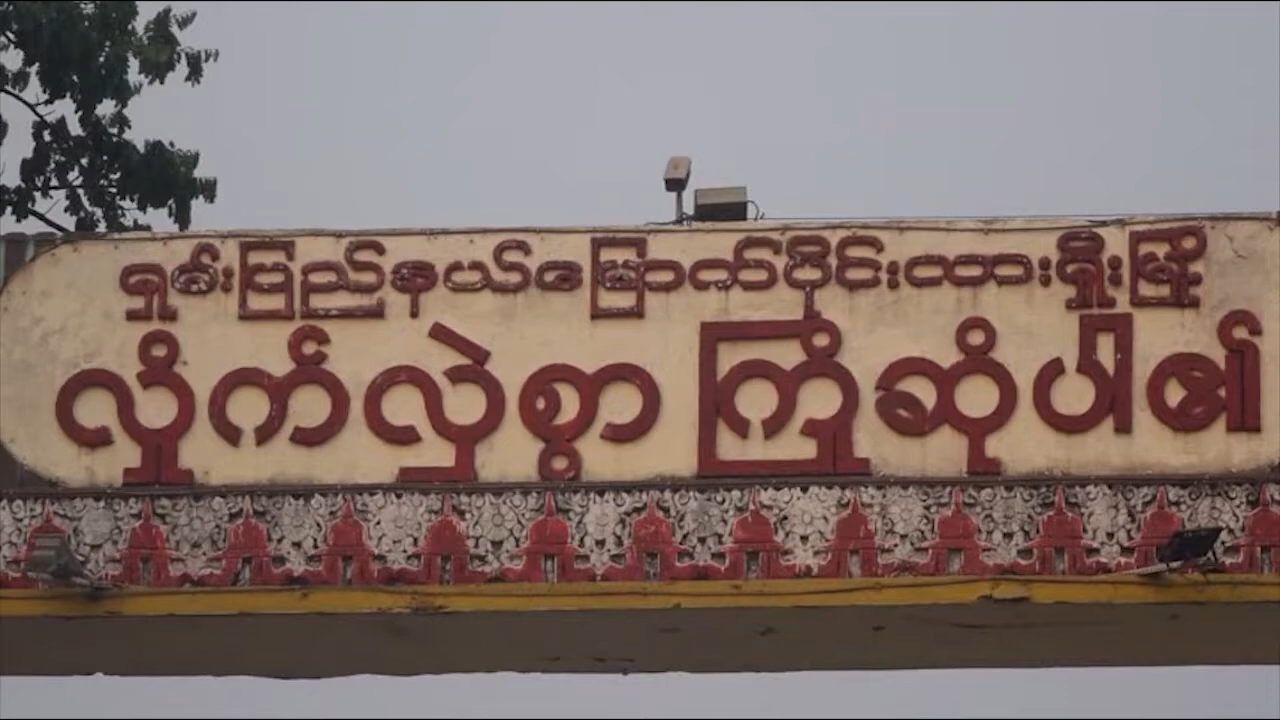 ရှမ်းပြည်နယ်မြောက်ပိုင်းလားရှိုးမြို့
လှိုက်လှဲစွာ ကြိုဆိုပါ၏